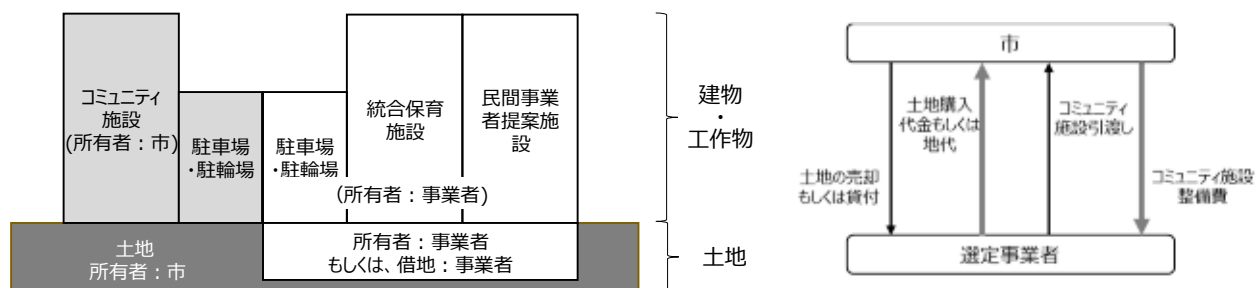 コミュニティ
施設
(所有者：市)
駐車場
・駐輪場
駐車場
・駐輪場
統合保育
施設
民間事業
者提案施
設
(所有者：事業者)
土地
所有者：市
所有者：事業者
もしくは、借地：事業者
建物
・
工作物
土地
市
土地の売却
もしくは貸付
土地購入
代金もしくは
地代
コミュニティ
施設引渡し
コミュニティ施設
整備費
選定事業者